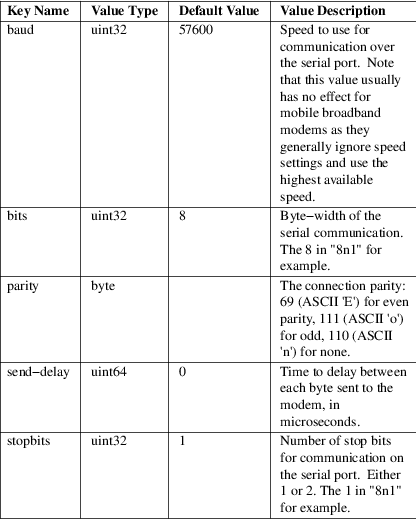 Key Name Value Type Default Value Value Description
baud uint32 57600 Speed to use for
communication over
the serial port. Note
that this value usually
has no effect for
mobile broadband
modems as they
generally ignore speed
settings and use the
highest available
speed.
bits uint32 8 Byte−width of the
serial communication.
The 8 in "8n1" for
example.
parity byte The connection parity:
69 (ASCII 'E') for even
parity, 111 (ASCII 'o')
for odd, 110 (ASCII
'n') for none.
send−delay uint64 0 Time to delay between
each byte sent to the
modem, in
microseconds.
stopbits uint32 1 Number of stop bits
for communication on
the serial port. Either
1 or 2. The 1 in "8n1"
for example.